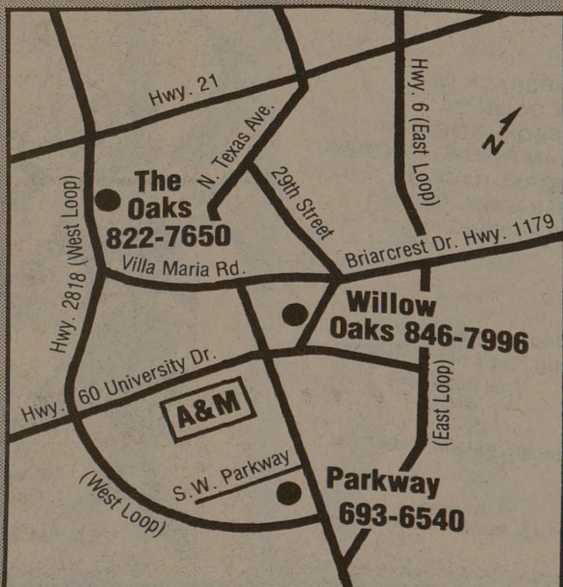 Hwy. 21
N. Texas Ave.
Hwy. 6 (East Loop)
N
29th Street
The
Oaks
822-7650
Hwy. 2818 (West Loop)
Villa Maria Rd.
Briarcrest Dr. Hwy. 1179
Willow
Oaks 846-7996
Hwy. 60 University Dr.
A&M
(East Loop)
S.W. Parkway
(West Loop)
Parkway
693-6540